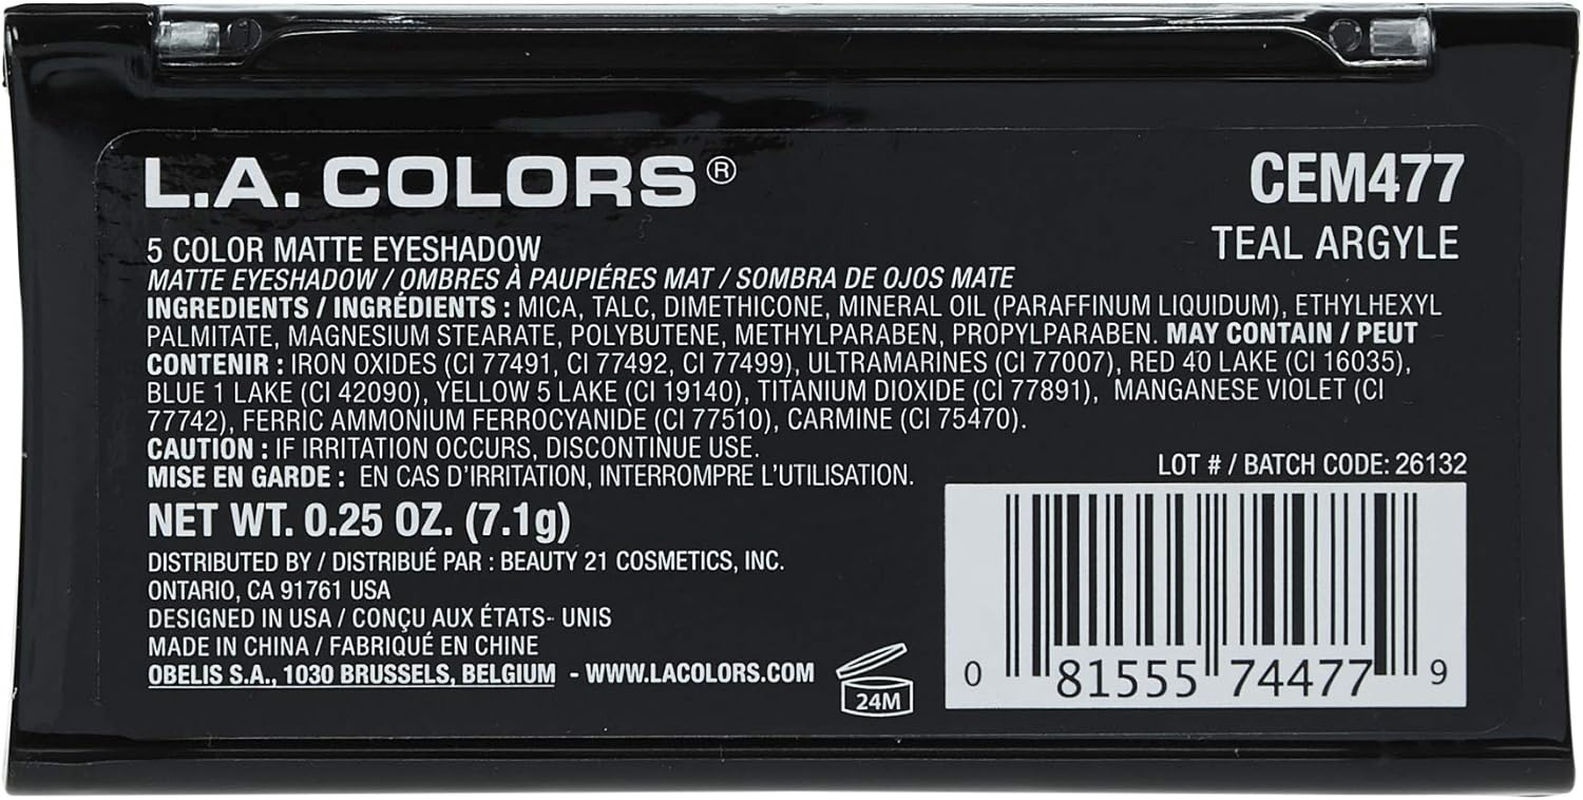 L.A. COLORS®
CEM477
TEAL ARGYLE
5 COLOR MATTE EYESHADOW
MATTE EYESHADOW / OMBRES À PAUPIÉRES MAT / SOMBRA DE OJOS MATE
INGREDIENTS / INGRÉDIENTS : MICA, TALC, DIMETHICONE, MINERAL OIL (PARAFFINUM LIQUIDUM), ETHYLHEXYL
PALMITATE, MAGNESIUM STEARATE, POLYBUTENE, METHYLPARABEN, PROPYLPARABEN. MAY CONTAIN / PEUT
CONTENIR : IRON OXIDES (CI 77491, CI 77492, CI 77499), ULTRAMARINES (CI 77007), RED 40 LAKE (CI 16035),
BLUE 1 LAKE (CI 42090), YELLOW 5 LAKE (CI 19140), TITANIUM DIOXIDE (CI 77891), MANGANESE VIOLET (CI
77742), FERRIC AMMONIUM FERROCYANIDE (CI 77510), CARMINE (CI 75470).
CAUTION : IF IRRITATION OCCURS, DISCONTINUE USE.
MISE EN GARDE : EN CAS D'IRRITATION, INTERROMPRE L'UTILISATION.
NET WT. 0.25 OZ. (7.1g)
DISTRIBUTED BY / DISTRIBUÉ PAR : BEAUTY 21 COSMETICS, INC.
ONTARIO, CA 91761 USA
DESIGNED IN USA / CONÇU AUX ÉTATS- UNIS
MADE IN CHINA / FABRIQUÉ EN CHINE
OBELIS S.A., 1030 BRUSSELS, BELGIUM - WWW.LACOLORS.COM
24M
LOT # / BATCH CODE: 26132
0 81555 74477 9